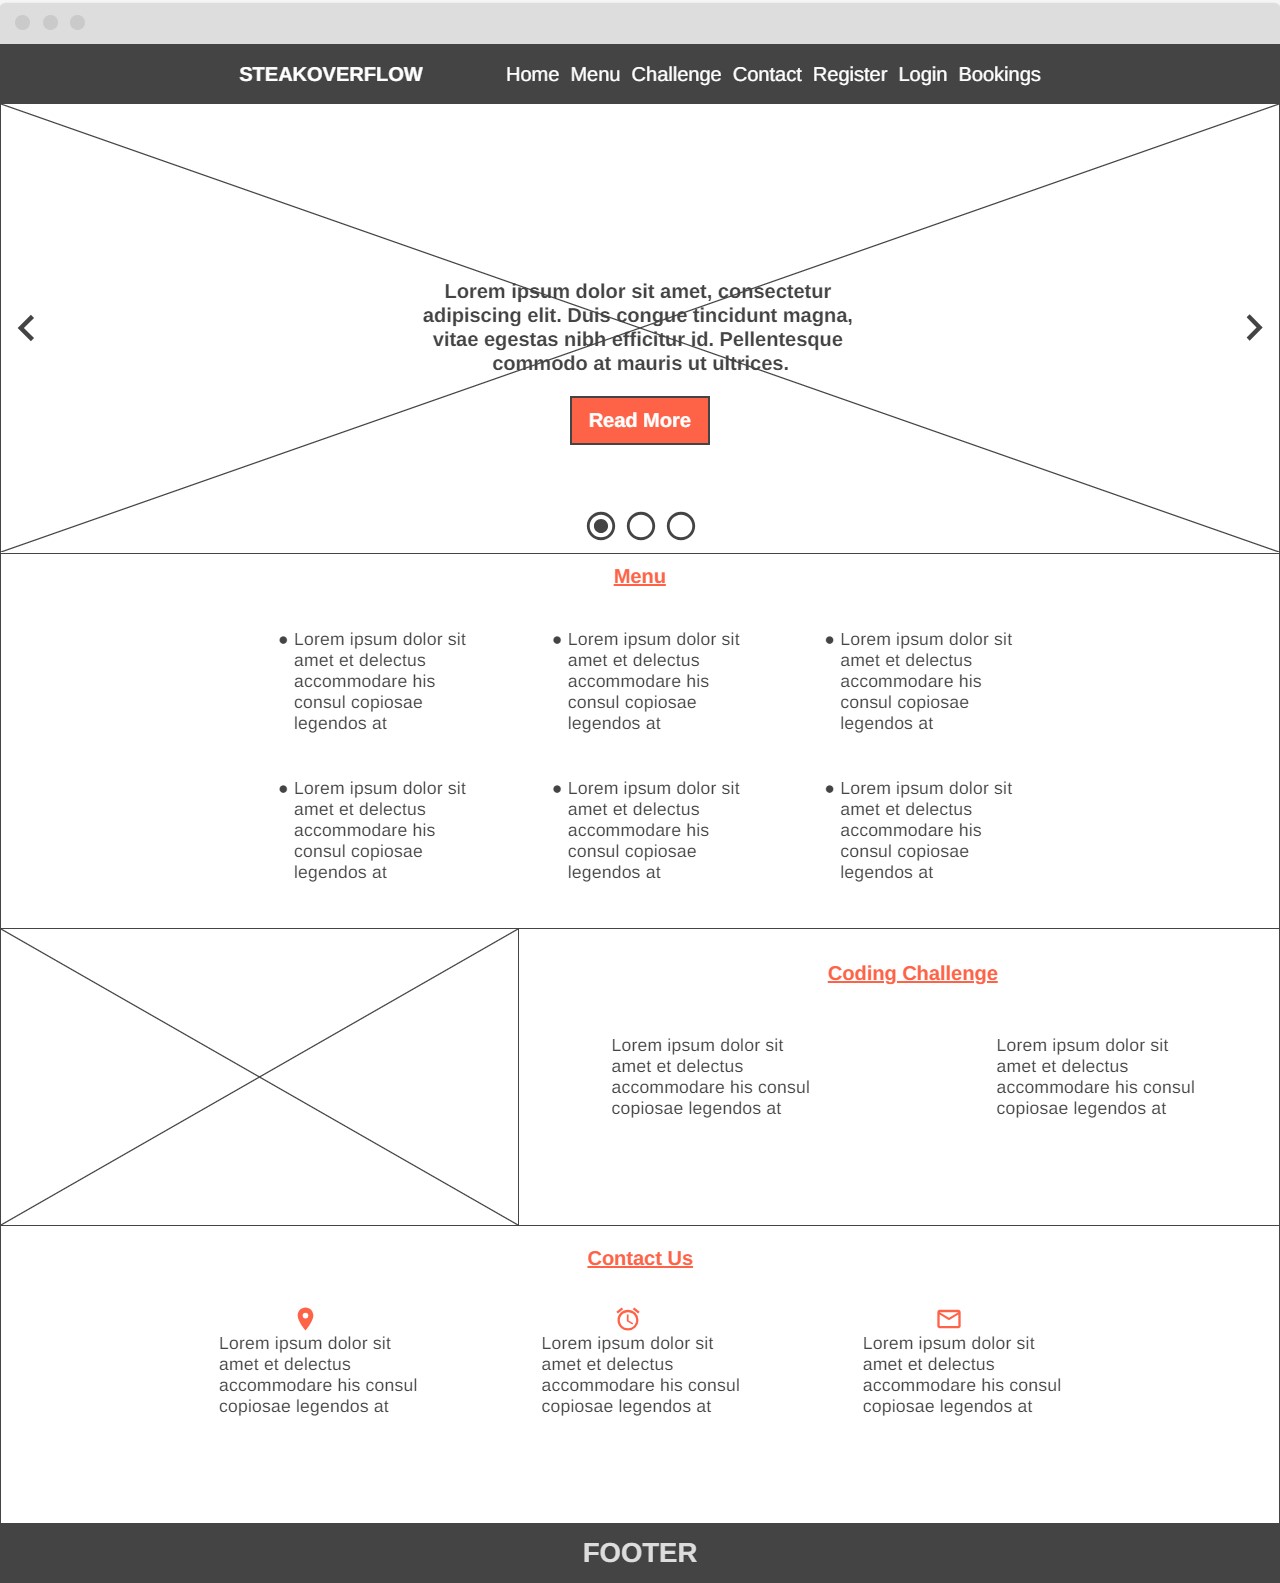 STEAKOVERFLOW Home Menu Challenge Contact Register Login Bookings
Lorem ipsum dolor sit amet, consectetur
adipiscing elit. Duis congue tincidunt magna,
vitae egestas nibh efficitur id. Pellentesque
commodo at mauris ut ultrices.
Read More
Menu
Lorem ipsum dolor sit
amet et delectus
accommodare his
consul copiosae
legendos at
Lorem ipsum dolor sit
amet et delectus
accommodare his
consul copiosae
legendos at
Lorem ipsum dolor sit
amet et delectus
accommodare his
consul copiosae
legendos at
Lorem ipsum dolor sit
amet et delectus
accommodare his
consul copiosae
legendos at
Lorem ipsum dolor sit
amet et delectus
accommodare his
consul copiosae
legendos at
Lorem ipsum dolor sit
amet et delectus
accommodare his
consul copiosae
legendos at
Coding Challenge
Lorem ipsum dolor sit
amet et delectus
accommodare his consul
copiosae legendos at
Lorem ipsum dolor sit
amet et delectus
accommodare his consul
copiosae legendos at
Contact Us
Lorem ipsum dolor sit
amet et delectus
accommodare his consul
copiosae legendos at
Lorem ipsum dolor sit
amet et delectus
accommodare his consul
copiosae legendos at
Lorem ipsum dolor sit
amet et delectus
accommodare his consul
copiosae legendos at
FOOTER